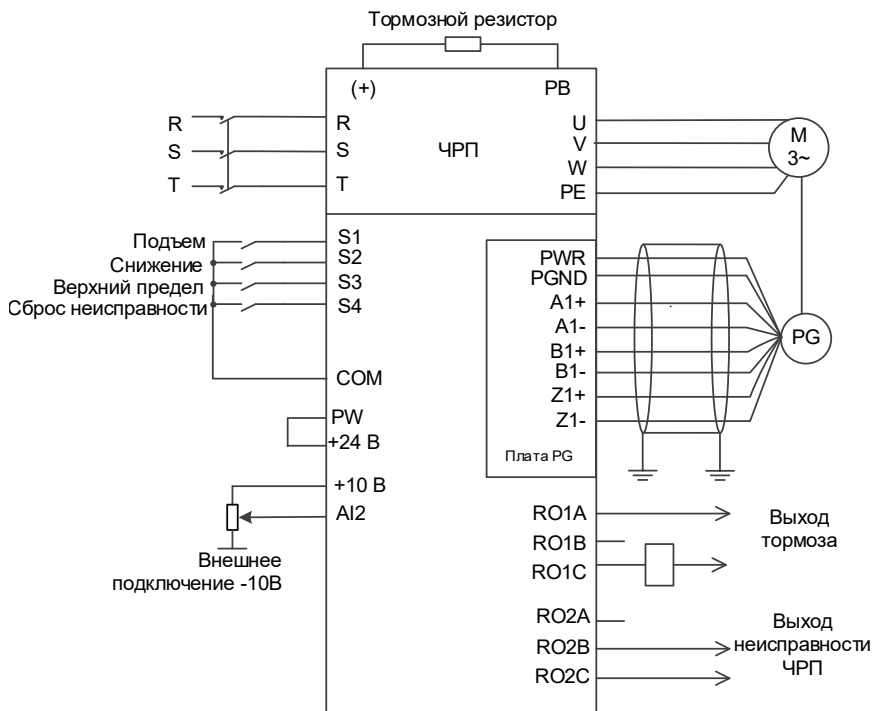 Тормозной резистор
(+)
PB
R
S
T
R
S
T
ЧРП
U
V
W
PE
M
3~
Подъем
Снижение
Верхний предел
Сброс неисправности
S1
S2
S3
S4
COM
PW
+24 В
+10 В
AI2
Внешнее
подключение -10В
PWR
PGND
A1+
A1-
B1+
B1-
Z1+
Z1-
Плата PG
PG
RO1A
RO1B
RO1C
Выход
тормоза
RO2A
RO2B
RO2C
Выход
неисправности
ЧРП